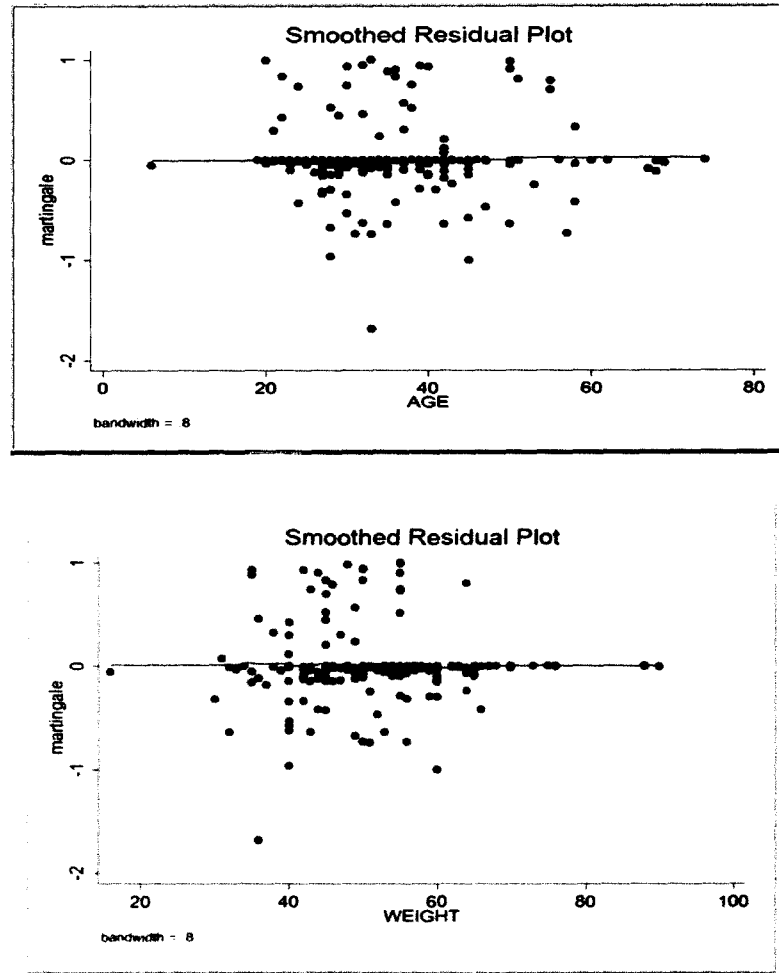 Smoothed Residual Plot
martingale
1
0
-1
-2
0 20 40 60 80
AGE
bandwidth = 8
Smoothed Residual Plot
martingale
1
0
-1
-2
20 40 60 80 100
WEIGHT
bandwidth = 8